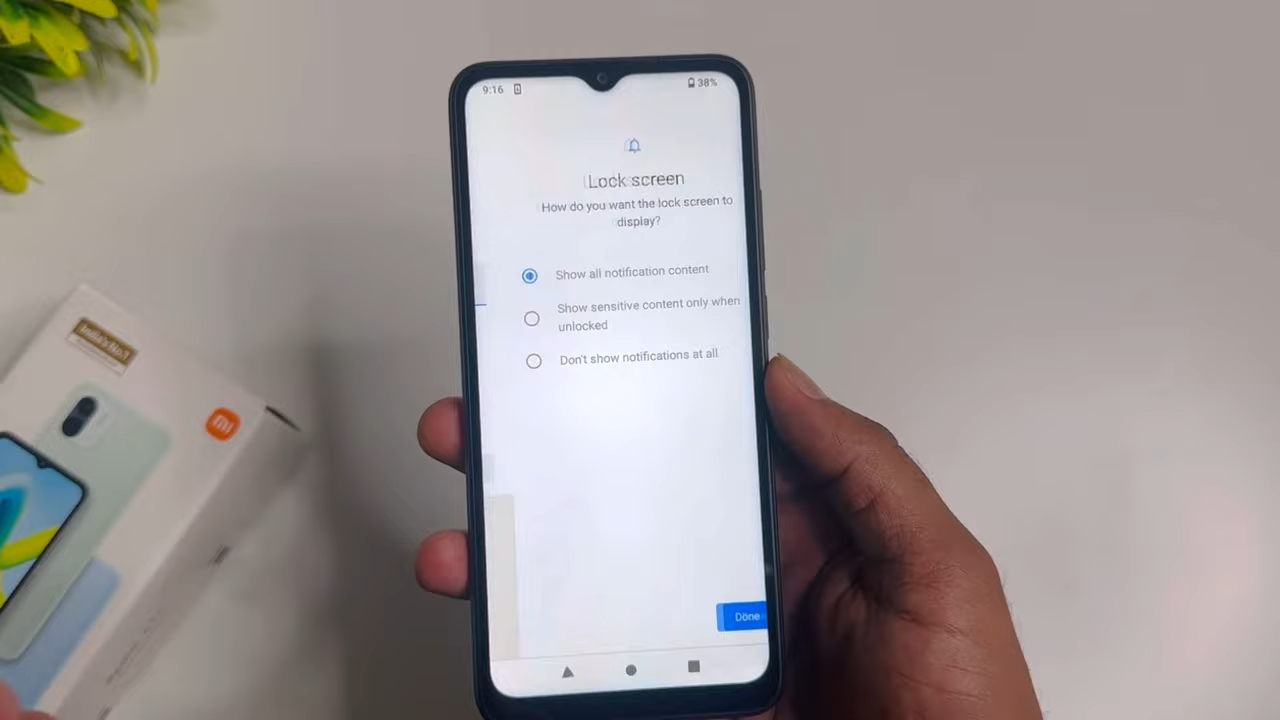 9:16
38%
Lock screen
How do you want the lock screen to
display?
Show all notification content
Show sensitive content only when
unlocked
Don't show notifications at all
Done
India's No.1